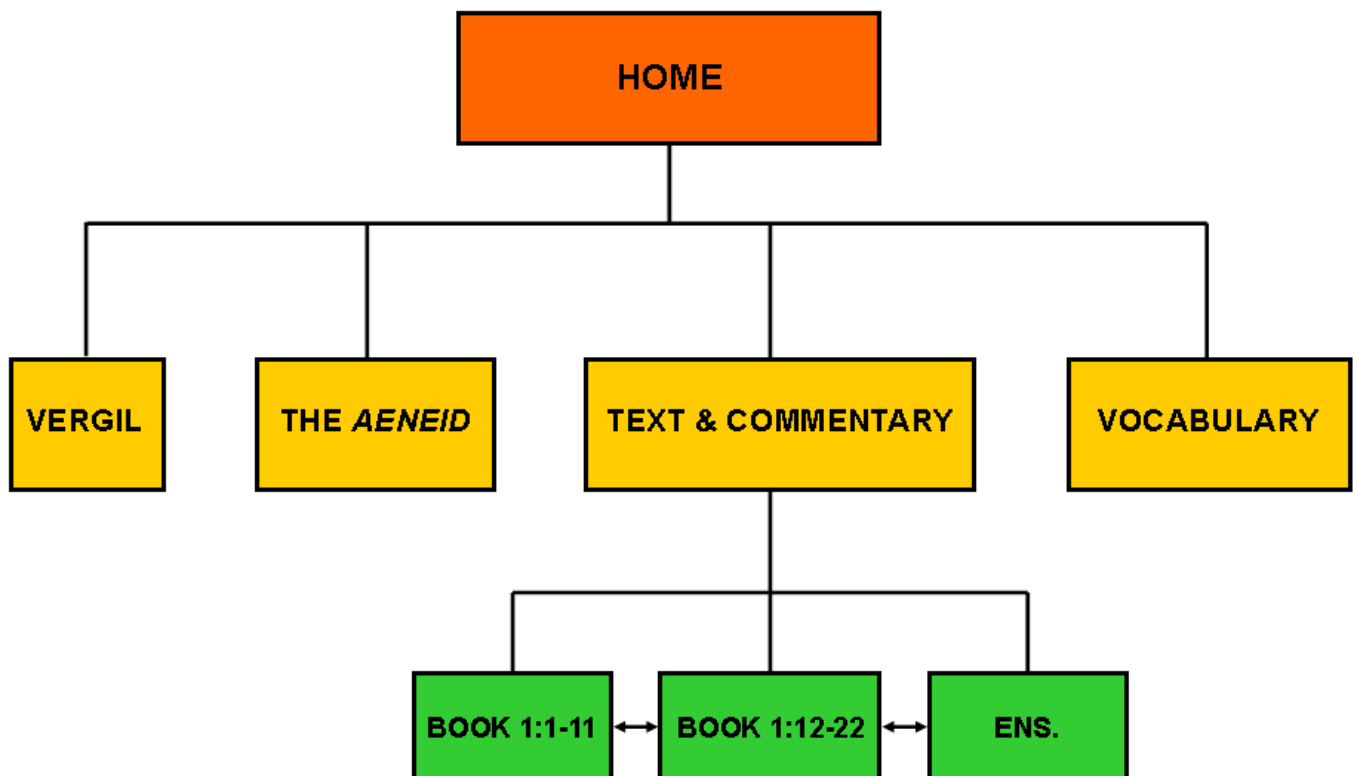 HOME
VERGIL
THE AENEID
TEXT & COMMENTARY
VOCABULARY
BOOK 1:1-11
BOOK 1:12-22
ENS.